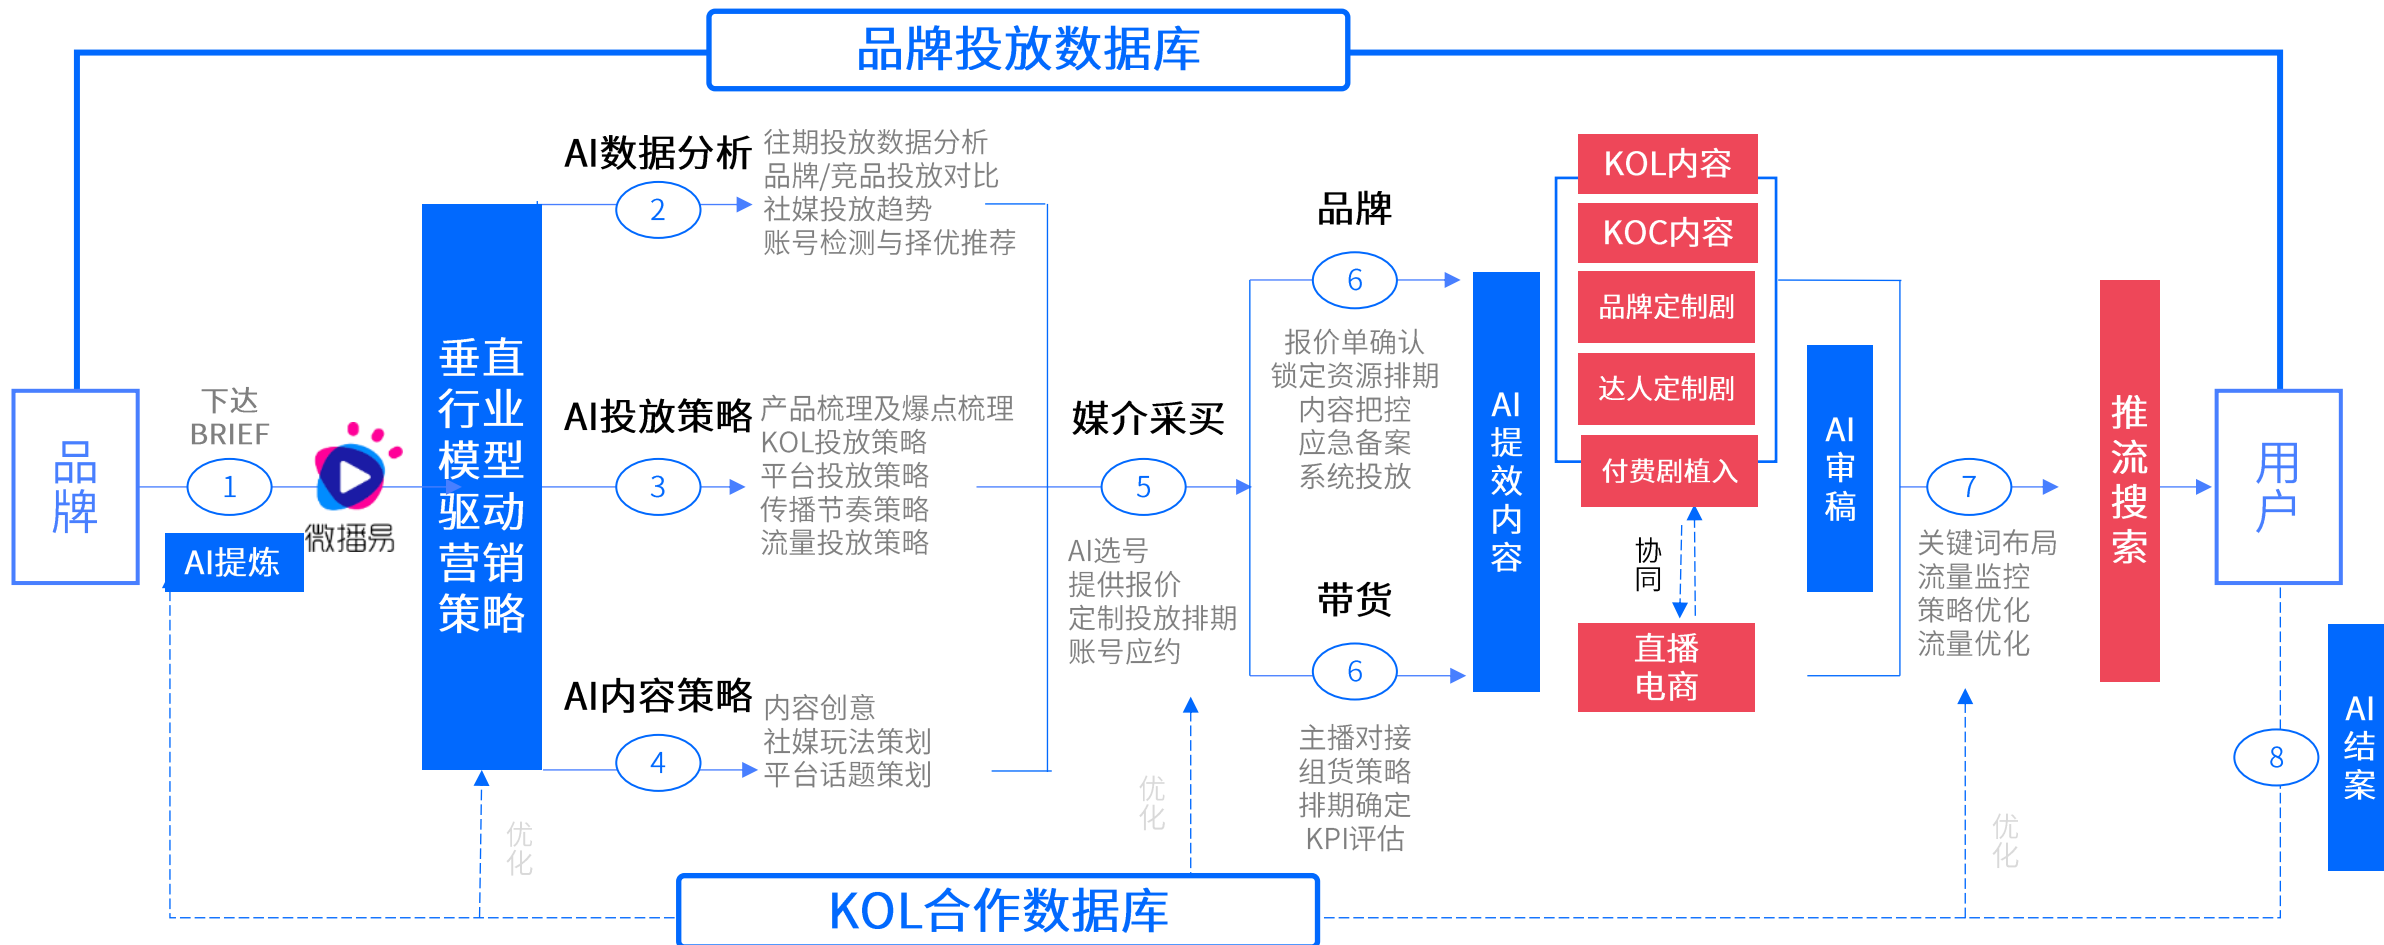 品牌投放数据库
品牌
下达
BRIEF
1
AI提炼
微播易
垂直
行业
模型
驱动
营销
策略
AI数据分析
2
往期投放数据分析
品牌/竞品投放对比
社媒投放趋势
账号检测与择优推荐
AI投放策略
3
产品梳理及爆点梳理
KOL投放策略
平台投放策略
传播节奏策略
流量投放策略
AI内容策略
4
内容创意
社媒玩法策划
平台话题策划
优化
媒介采买
5
AI选号
提供报价
定制投放排期
账号应约
优化
品牌
6
报价单确认
锁定资源排期
内容把控
应急备案
系统投放
带货
6
主播对接
组货策略
排期确定
KPI评估
AI提效内容
KOL内容
KOC内容
品牌定制剧
达人定制剧
付费剧植入
协同
直播
电商
AI审稿
7
关键词布局
流量监控
策略优化
流量优化
优化
推流搜索
用户
8
AI结案
KOL合作数据库